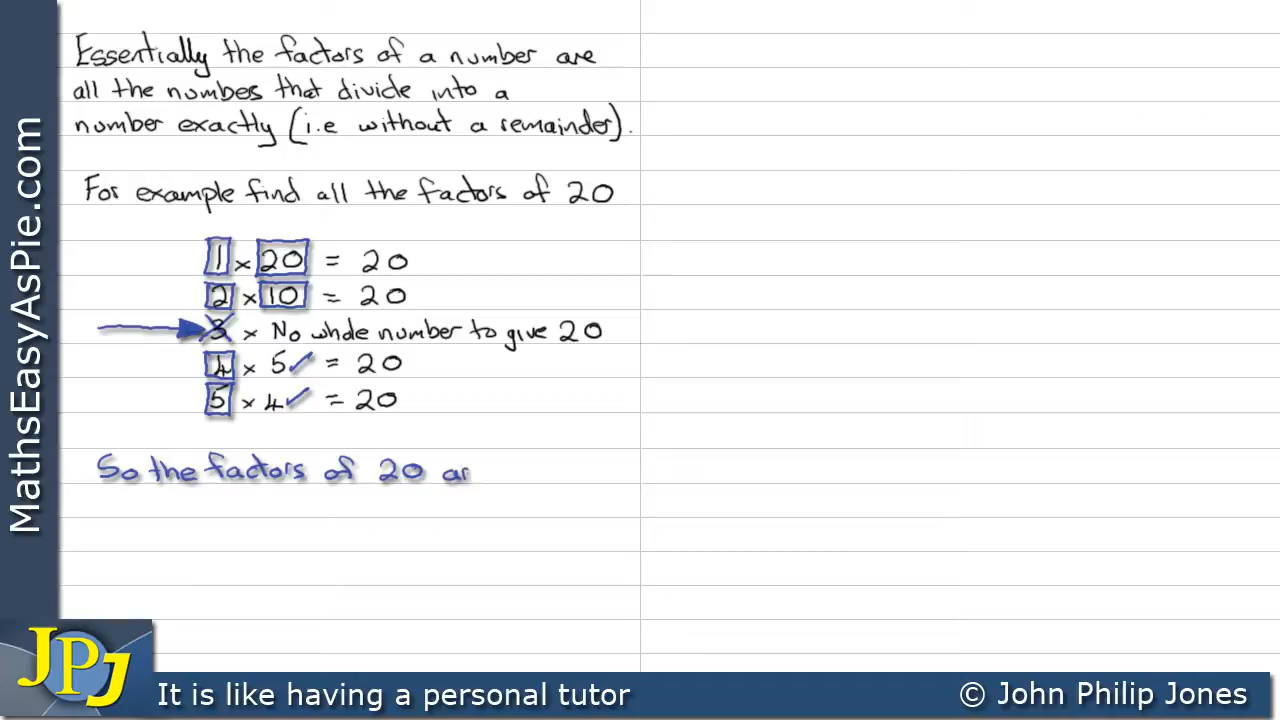 Essentially the factors of a number are
all the numbes that divide into a
number exactly (i.e without a remainder).
For example find all the factors of 20
1 × 20 = 20
2 × 10 = 20
3 × No whole number to give 20
4 × 5 ✓ = 20
5 × 4 ✓ = 20
So the factors of 20 ar
MathsEasyAsPie.com
JPJ
It is like having a personal tutor
© John Philip Jones